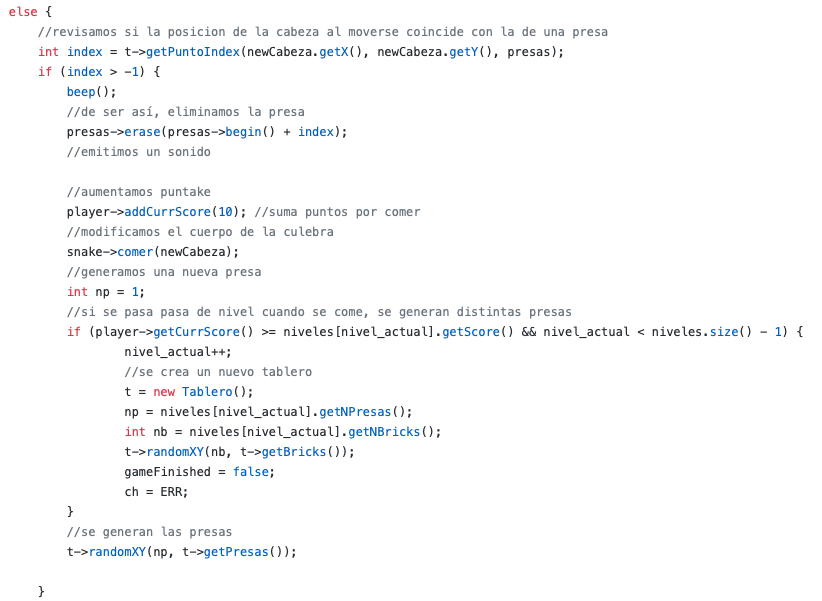 else {
    //revisamos si la posicion de la cabeza al moverse coincide con la de una presa
    int index = t->getPuntoIndex(newCabeza.getX(), newCabeza.getY(), presas);
    if (index > -1) {
        beep();
        //de ser así, eliminamos la presa
        presas->erase(presas->begin() + index);
        //emitimos un sonido

        //aumentamos puntake
        player->addCurrScore(10); //suma puntos por comer
        //modificamos el cuerpo de la culebra
        snake->comer(newCabeza);
        //generamos una nueva presa
        int np = 1;
        //si se pasa pasa de nivel cuando se come, se generan distintas presas
        if (player->getCurrScore() >= niveles[nivel_actual].getScore() && nivel_actual < niveles.size() - 1) {
                nivel_actual++;
                //se crea un nuevo tablero
                t = new Tablero();
                np = niveles[nivel_actual].getNPresas();
                int nb = niveles[nivel_actual].getNBricks();
                t->randomXY(nb, t->getBricks());
                gameFinished = false;
                ch = ERR;
        }
        //se generan las presas
        t->randomXY(np, t->getPresas());

    }